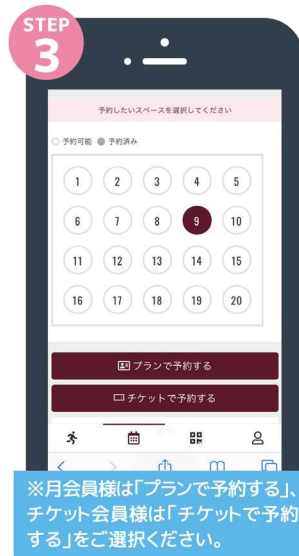 STEP
3
予約したいスペースを選択してください
予約可能 予約済み
1 2 3 4 5
6 7 8 9 10
11 12 13 14 15
16 17 18 19 20
プランで予約する
チケットで予約する
※月会員様は「プランで予約する」、
チケット会員様は「チケットで予約
する」をご選択ください。